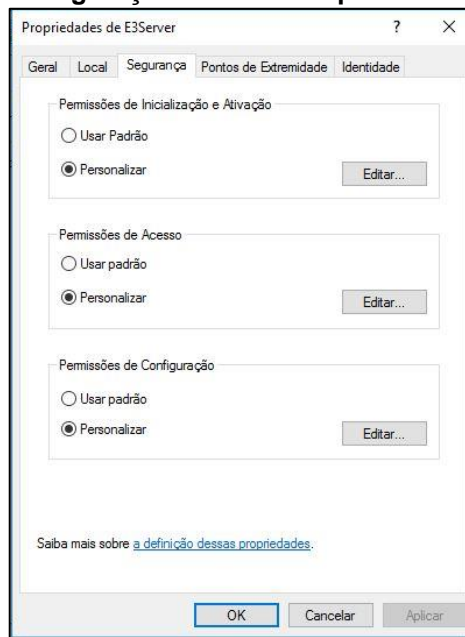 Propriedades de E3Server ? ×
Geral Local Segurança Pontos de Extremidade Identidade
Permissões de Inicialização e Ativação
Usar Padrão
Personalizar Editar...
Permissões de Acesso
Usar padrão
Personalizar Editar...
Permissões de Configuração
Usar padrão
Personalizar Editar...
Saiba mais sobre a definição dessas propriedades.
OK Cancelar Aplicar